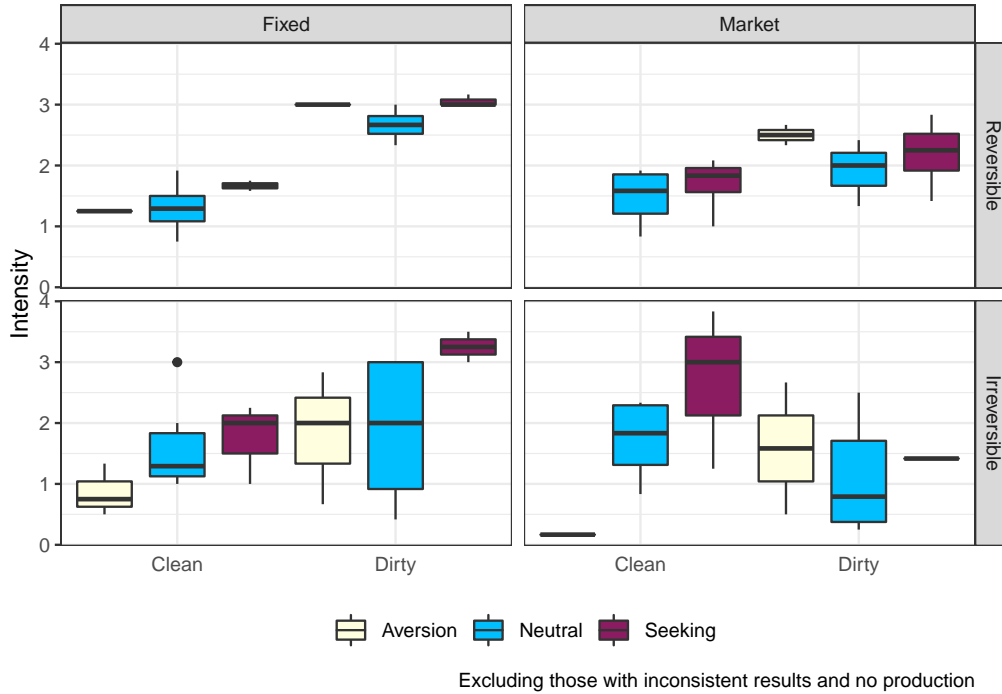 Fixed
Market
4
3
2
1
0
Reversible
Intensity
4
3
2
1
0
Irreversible
Clean
Dirty
Clean
Dirty
Aversion
Neutral
Seeking
Excluding those with inconsistent results and no production